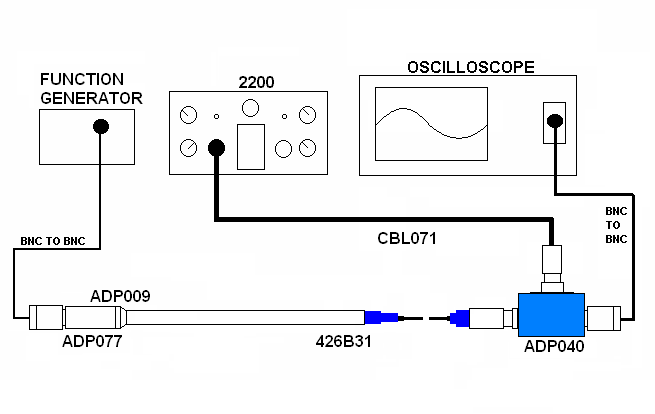 FUNCTION
GENERATOR
2200
OSCILLOSCOPE
BNC TO BNC
CBL071
BNC
TO
BNC
ADP009
ADP077
426B31
ADP040